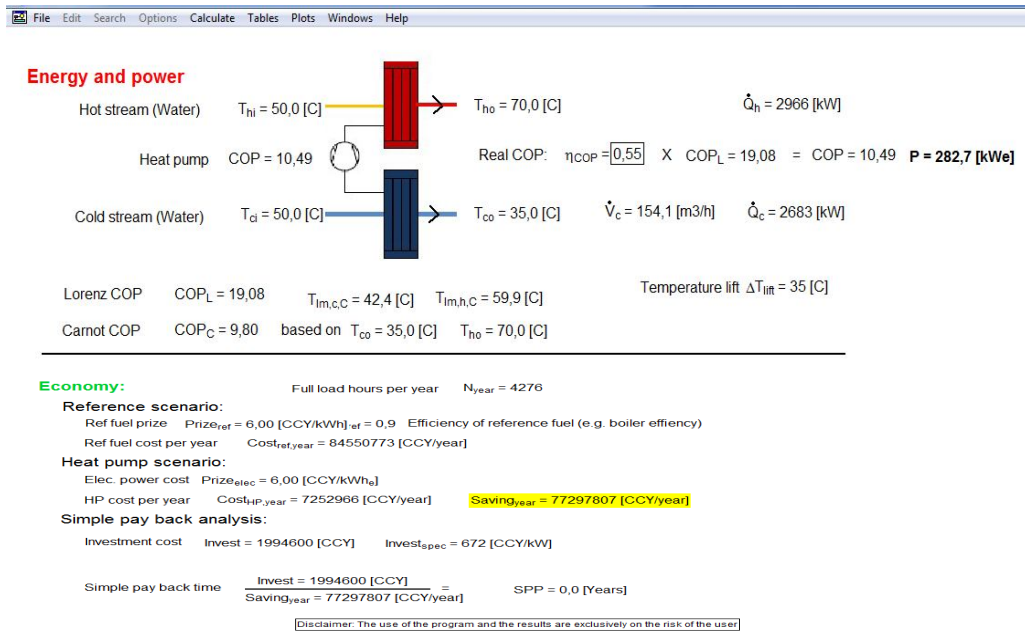 File Edit Search Options Calculate Tables Plots Windows Help
Energy and power
Hot stream (Water) Thi = 50,0 [C] Tho = 70,0 [C] Q̇h = 2966 [kW]
Heat pump COP = 10,49 Real COP: ηCOP = 0,55 X COPL = 19,08 = COP = 10,49 P = 282,7 [kWe]
Cold stream (Water) Tci = 50,0 [C] Tco = 35,0 [C] V̇c = 154,1 [m3/h] Q̇c = 2683 [kW]
Lorenz COP COPL = 19,08 Tlm,c,C = 42,4 [C] Tlm,h,C = 59,9 [C] Temperature lift ΔTlift = 35 [C]
Carnot COP COPC = 9,80 based on Tco = 35,0 [C] Tho = 70,0 [C]
Economy: Full load hours per year Nyear = 4276
Reference scenario:
Ref fuel prize Prizeref = 6,00 [CCY/kWh] ref = 0,9 Efficiency of reference fuel (e.g. boiler effiency)
Ref fuel cost per year Costref,year = 84550773 [CCY/year]
Heat pump scenario:
Elec. power cost Prizeelec = 6,00 [CCY/kWhe]
HP cost per year CostHP,year = 7252966 [CCY/year] Savingyear = 77297807 [CCY/year]
Simple pay back analysis:
Investment cost Invest = 1994600 [CCY] Investspec = 672 [CCY/kW]
Simple pay back time Invest = 1994600 [CCY] = SPP = 0,0 [Years]
Savingyear = 77297807 [CCY/year]
Disclaimer: The use of the program and the results are exclusively on the risk of the user